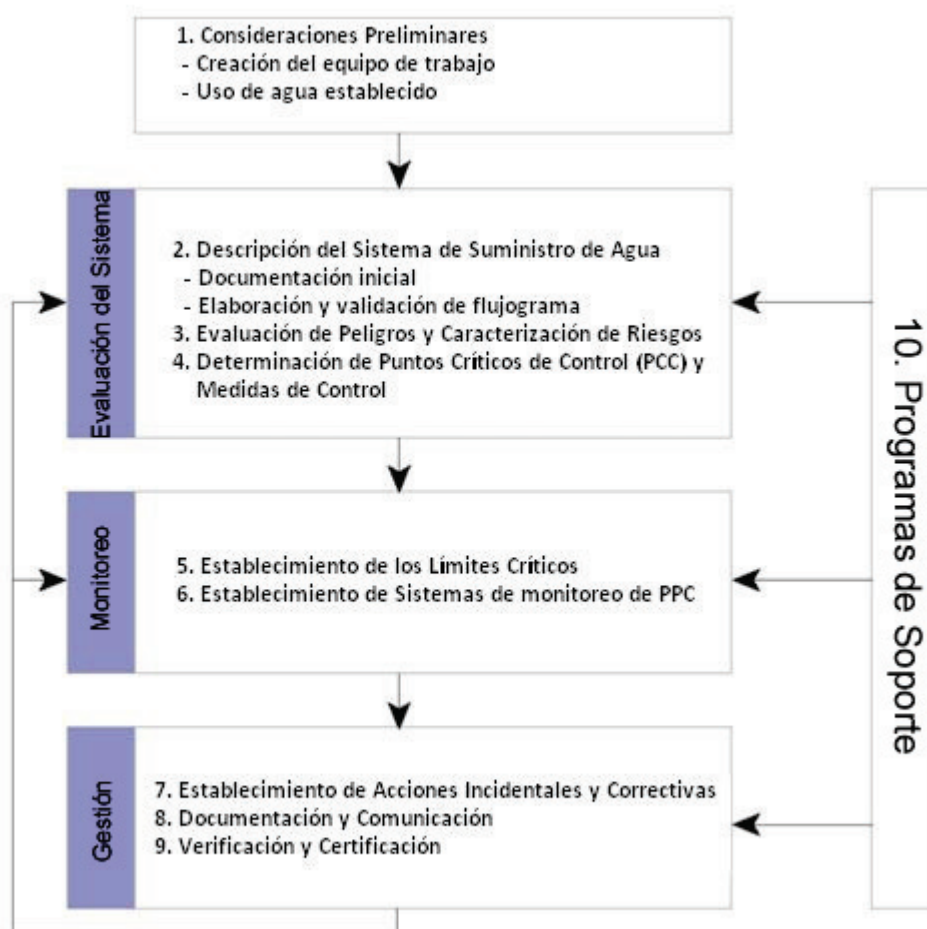 1. Consideraciones Preliminares
- Creación del equipo de trabajo
- Uso de agua establecido
Evaluación del Sistema
2. Descripción del Sistema de Suministro de Agua
- Documentación inicial
- Elaboración y validación de flujograma
3. Evaluación de Peligros y Caracterización de Riesgos
4. Determinación de Puntos Críticos de Control (PCC) y
Medidas de Control
Monitoreo
5. Establecimiento de los Límites Críticos
6. Establecimiento de Sistemas de monitoreo de PPC
Gestión
7. Establecimiento de Acciones Incidentales y Correctivas
8. Documentación y Comunicación
9. Verificación y Certificación
10. Programas de Soporte